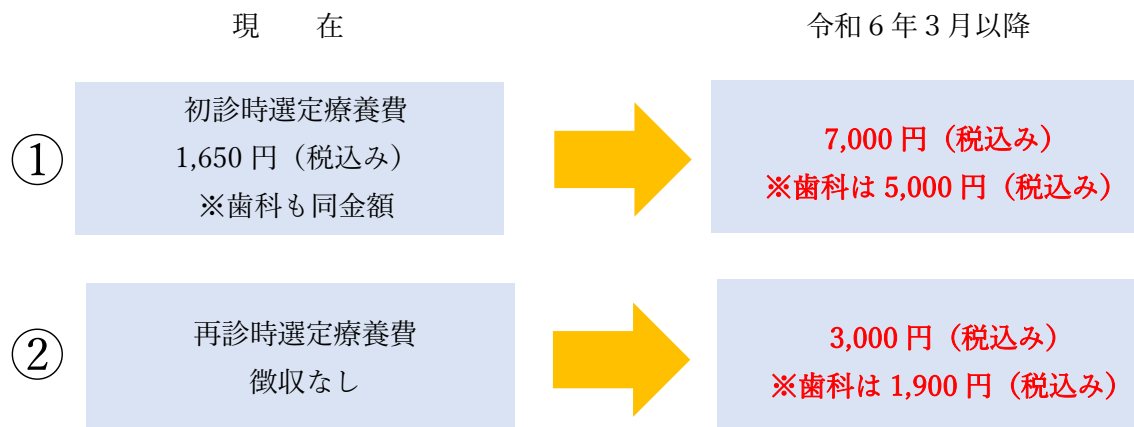 現　　在
令和６年３月以降
①
初診時選定療養費
1,650 円（税込み）
※歯科も同金額
7,000 円（税込み）
※歯科は 5,000 円（税込み）
②
再診時選定療養費
徴収なし
3,000 円（税込み）
※歯科は 1,900 円（税込み）